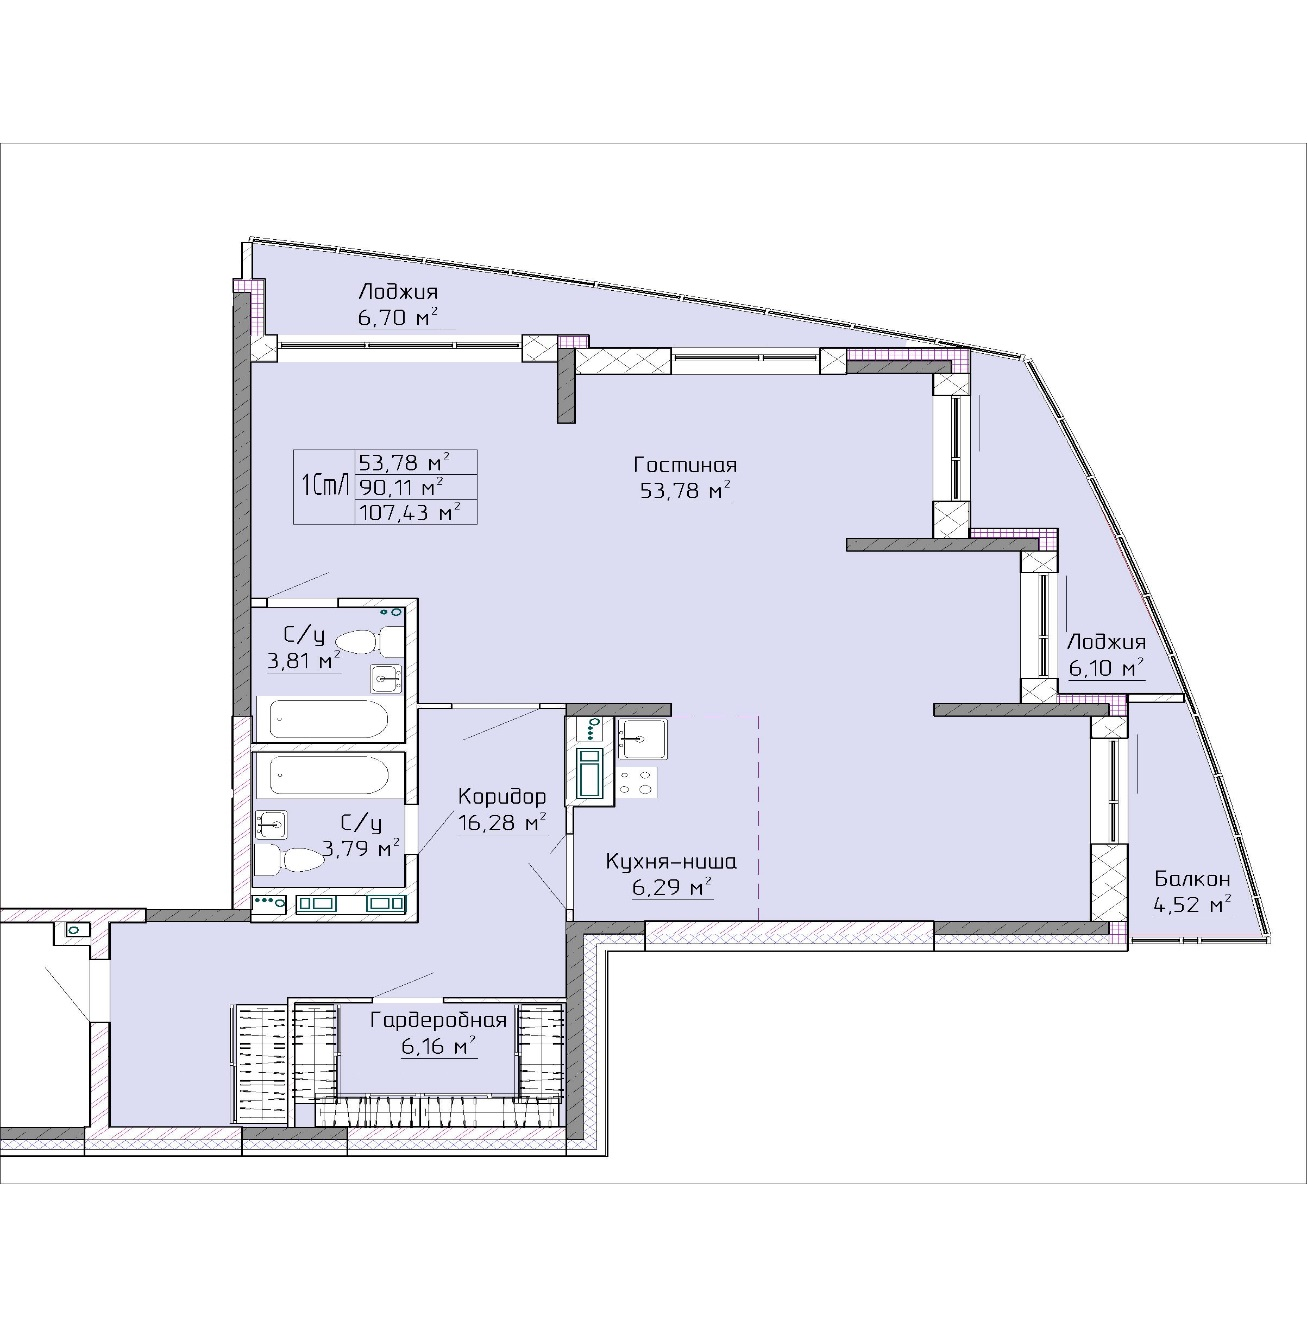 Лоджия
6,70 м²
1СтЛ
53,78 м²
90,11 м²
107,43 м²
Гостиная
53,78 м²
С/у
3,81 м²
Лоджия
6,10 м²
Коридор
16,28 м²
С/у
3,79 м²
Кухня-ниша
6,29 м²
Балкон
4,52 м²
Гардеробная
6,16 м²